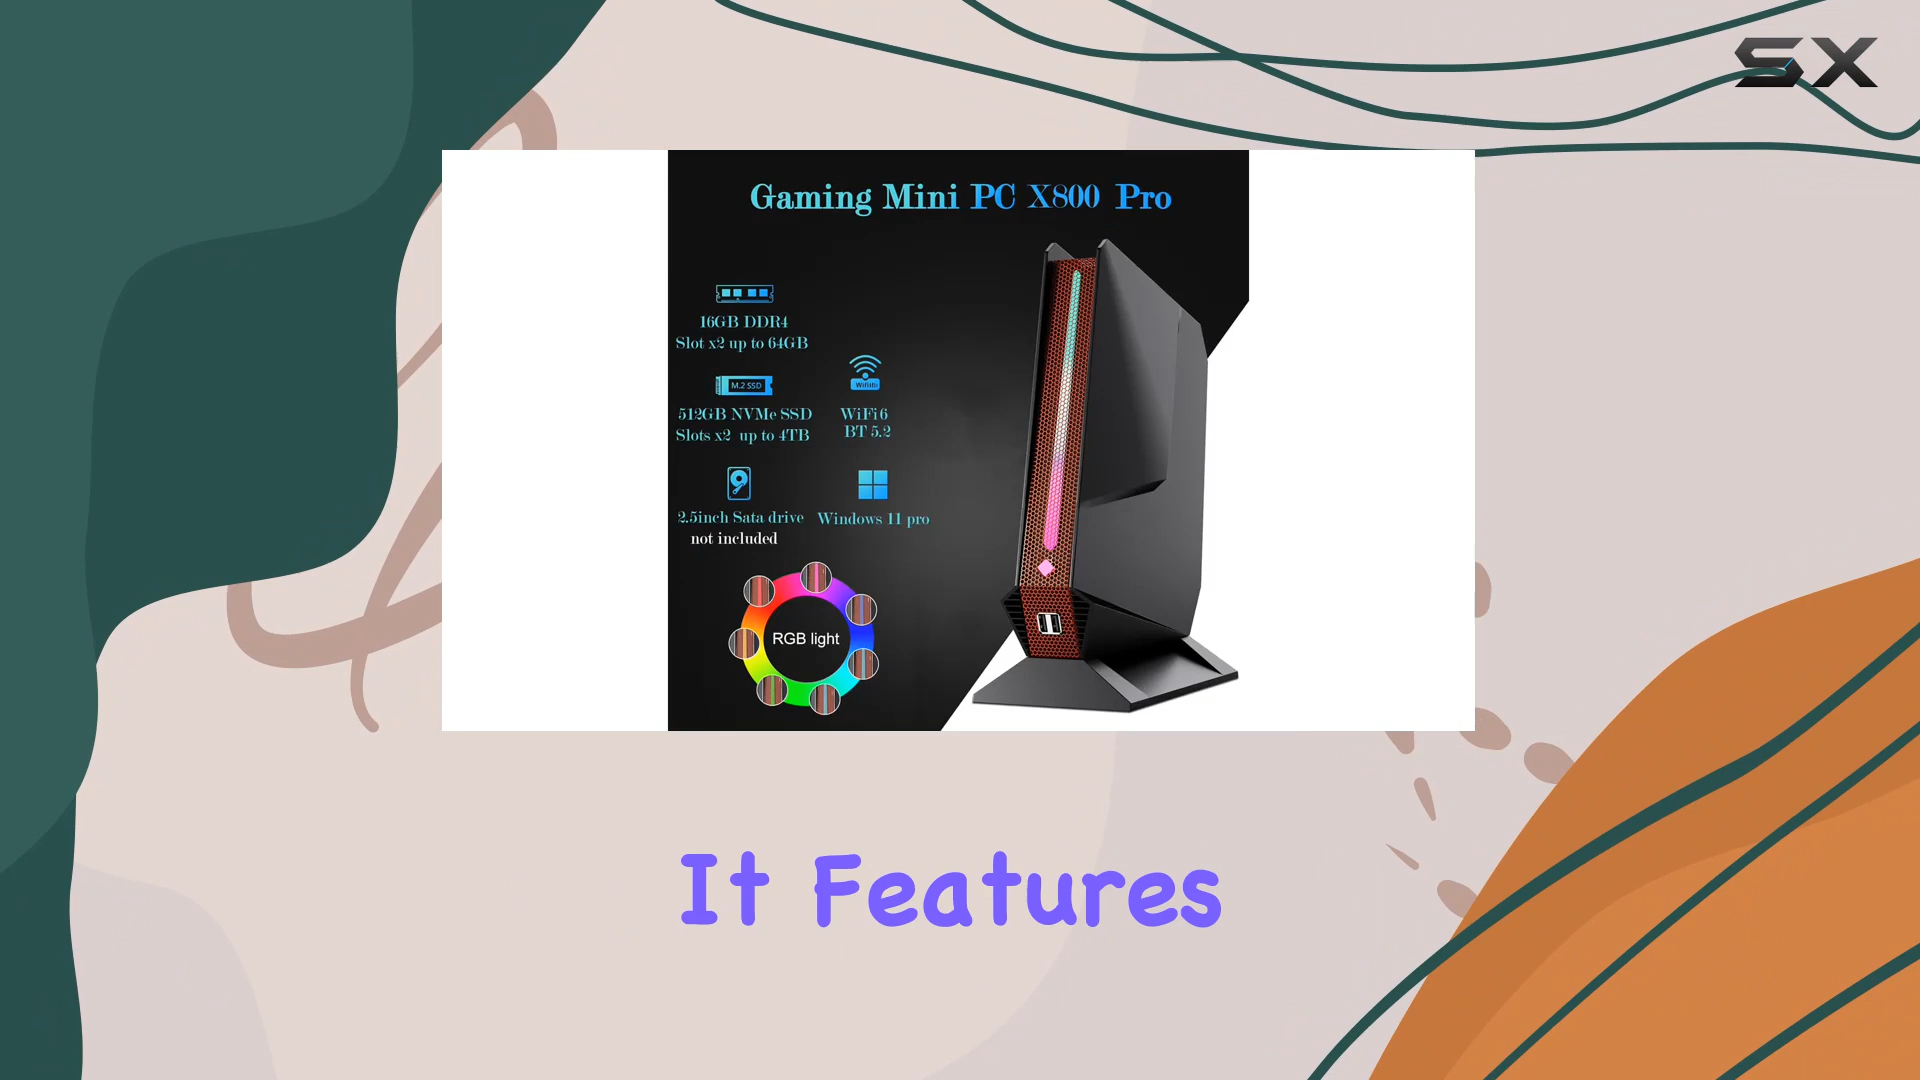 SX
Gaming Mini PC X800 Pro
16GB DDR4
Slot x2 up to 64GB
M.2 SSD
512GB NVMe SSD
Slots x2 up to 4TB
WiFi 6
BT 5.2
2.5inch Sata drive
not included
Windows 11 pro
RGB light
It Features